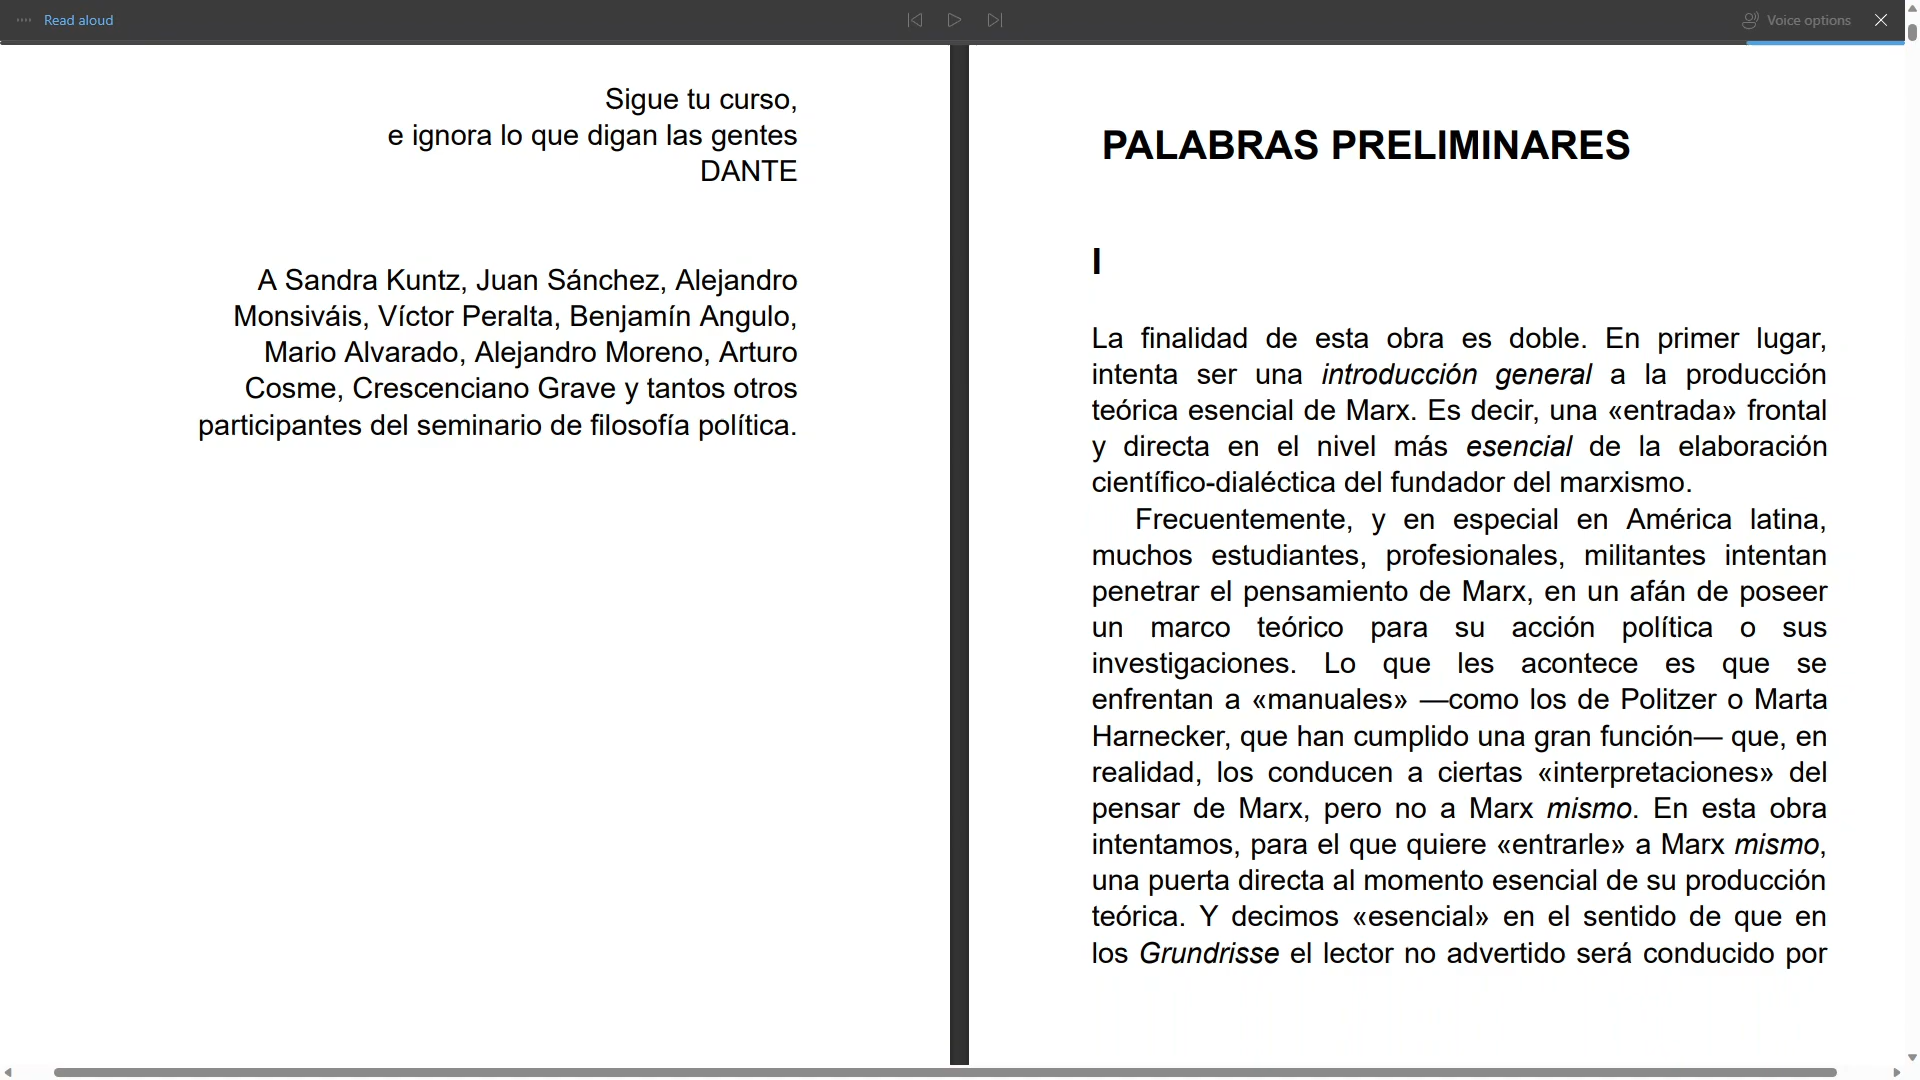 Read aloud
Voice options
Sigue tu curso,
e ignora lo que digan las gentes
DANTE
A Sandra Kuntz, Juan Sánchez, Alejandro
Monsiváis, Víctor Peralta, Benjamín Angulo,
Mario Alvarado, Alejandro Moreno, Arturo
Cosme, Crescenciano Grave y tantos otros
participantes del seminario de filosofía política.
PALABRAS PRELIMINARES
I
La finalidad de esta obra es doble. En primer lugar,
intenta ser una introducción general a la producción
teórica esencial de Marx. Es decir, una «entrada» frontal
y directa en el nivel más esencial de la elaboración
científico-dialéctica del fundador del marxismo.
Frecuentemente, y en especial en América latina,
muchos estudiantes, profesionales, militantes intentan
penetrar el pensamiento de Marx, en un afán de poseer
un marco teórico para su acción política o sus
investigaciones. Lo que les acontece es que se
enfrentan a «manuales» —como los de Politzer o Marta
Harnecker, que han cumplido una gran función— que, en
realidad, los conducen a ciertas «interpretaciones» del
pensar de Marx, pero no a Marx mismo. En esta obra
intentamos, para el que quiere «entrarle» a Marx mismo,
una puerta directa al momento esencial de su producción
teórica. Y decimos «esencial» en el sentido de que en
los Grundrisse el lector no advertido será conducido por